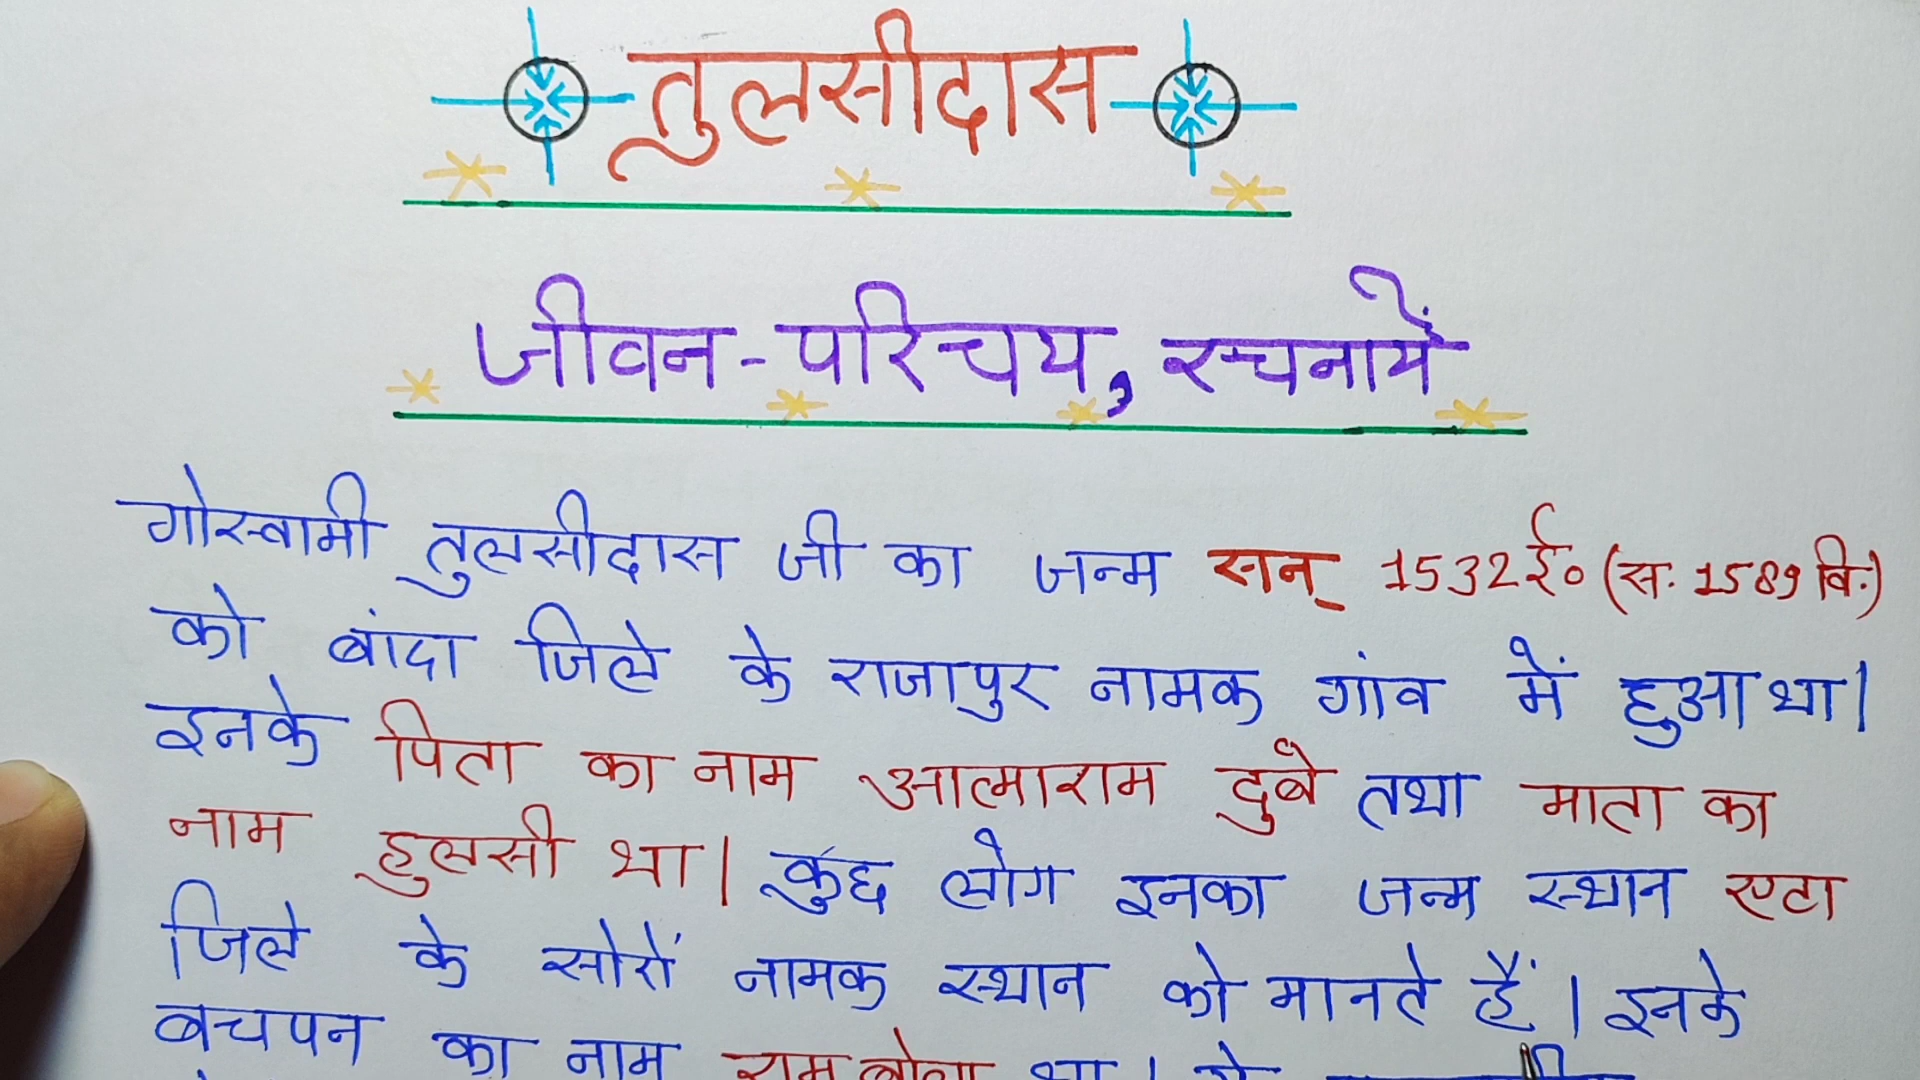 तुलसीदास
जीवन-परिचय, रचनायें
गोस्वामी तुलसीदास जी का जन्म सन् 1532 ई० (स. 1589 वि.)
को बांदा जिले के राजापुर नामक गांव में हुआ था।
इनके पिता का नाम आत्माराम दुबे तथा माता का
नाम हुलसी था। कुछ लोग इनका जन्म स्थान एटा
जिले के सोरों नामक स्थान को मानते हैं। इनके
बचपन का नाम रामबोला था।